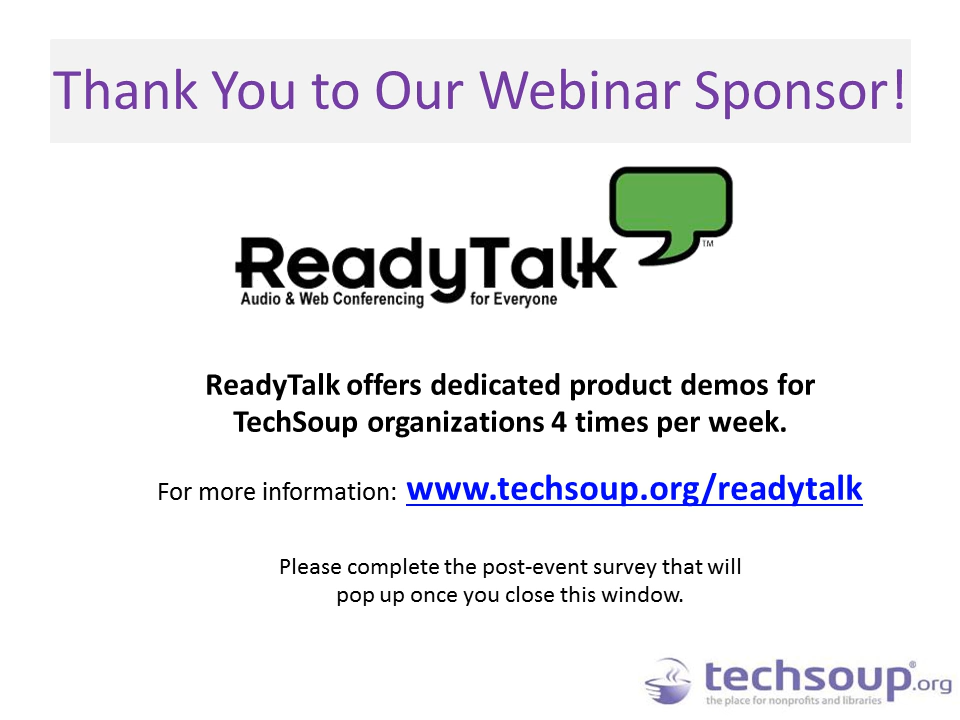 Thank You to Our Webinar Sponsor!
ReadyTalk TM
Audio & Web Conferencing for Everyone
ReadyTalk offers dedicated product demos for
TechSoup organizations 4 times per week.
For more information: www.techsoup.org/readytalk
Please complete the post-event survey that will
pop up once you close this window.
techsoup®.org
the place for nonprofits and libraries